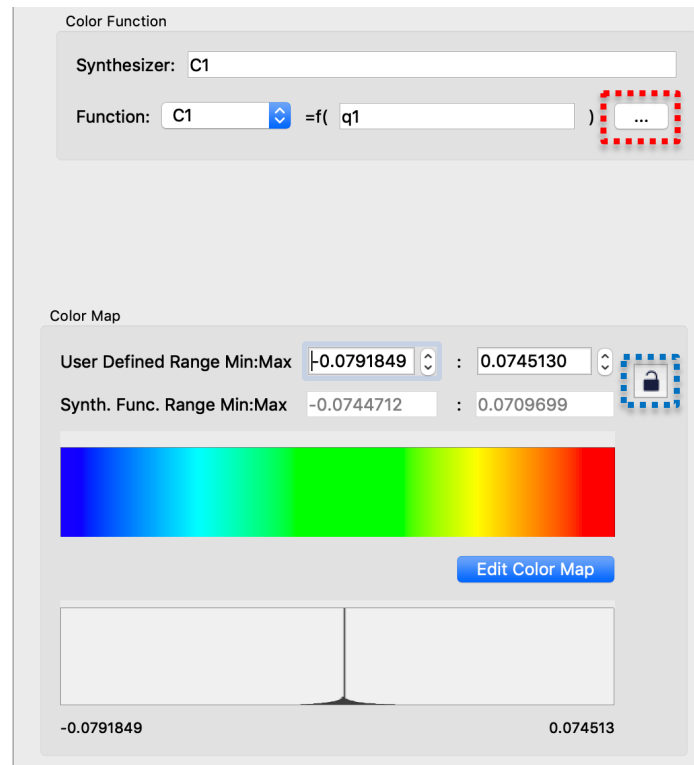 Color Function
Synthesizer: C1
Function: C1 =f( q1 ) ...
Color Map
User Defined Range Min:Max -0.0791849 : 0.0745130
Synth. Func. Range Min:Max -0.0744712 : 0.0709699
Edit Color Map
-0.0791849 0.074513